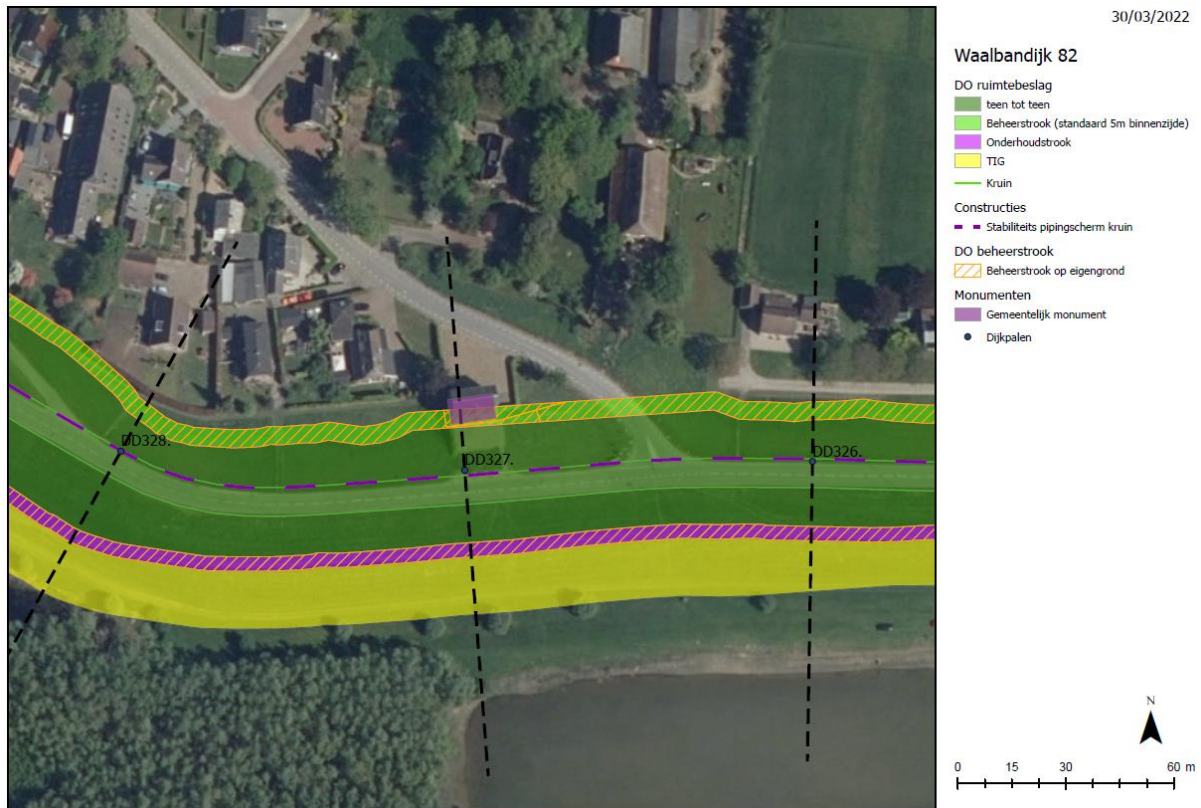 30/03/2022
Waalbandijk 82
DO ruimtebeslag
teen tot teen
Beheerstrook (standaard 5m binnenzijde)
Onderhoudstrook
TIG
Kruin
Constructies
Stabiliteits pipingscherm kruin
DO beheerstrook
Beheerstrook op eigengrond
Monumenten
Gemeentelijk monument
Dijkpalen
DD328.
DD327.
DD326.
N
0 15 30 60 m